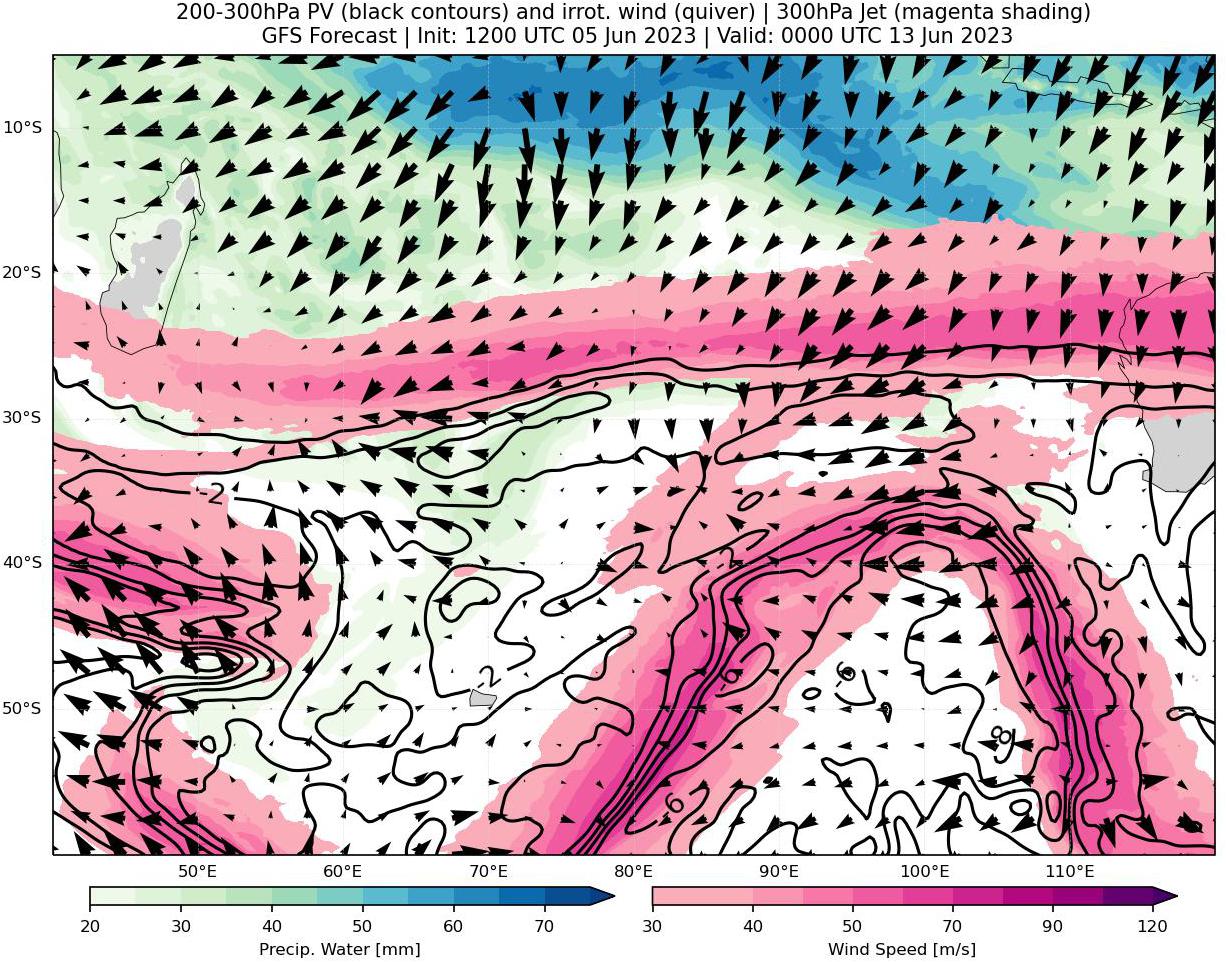 200-300hPa PV (black contours) and irrot. wind (quiver) | 300hPa Jet (magenta shading)
GFS Forecast | Init: 1200 UTC 05 Jun 2023 | Valid: 0000 UTC 13 Jun 2023
10°S
20°S
30°S
-2
40°S
-2
-2
-6
50°S
50°E 60°E 70°E 80°E 90°E 100°E 110°E
20 30 40 50 60 70
30 40 50 70 90 120
Precip. Water [mm]
Wind Speed [m/s]